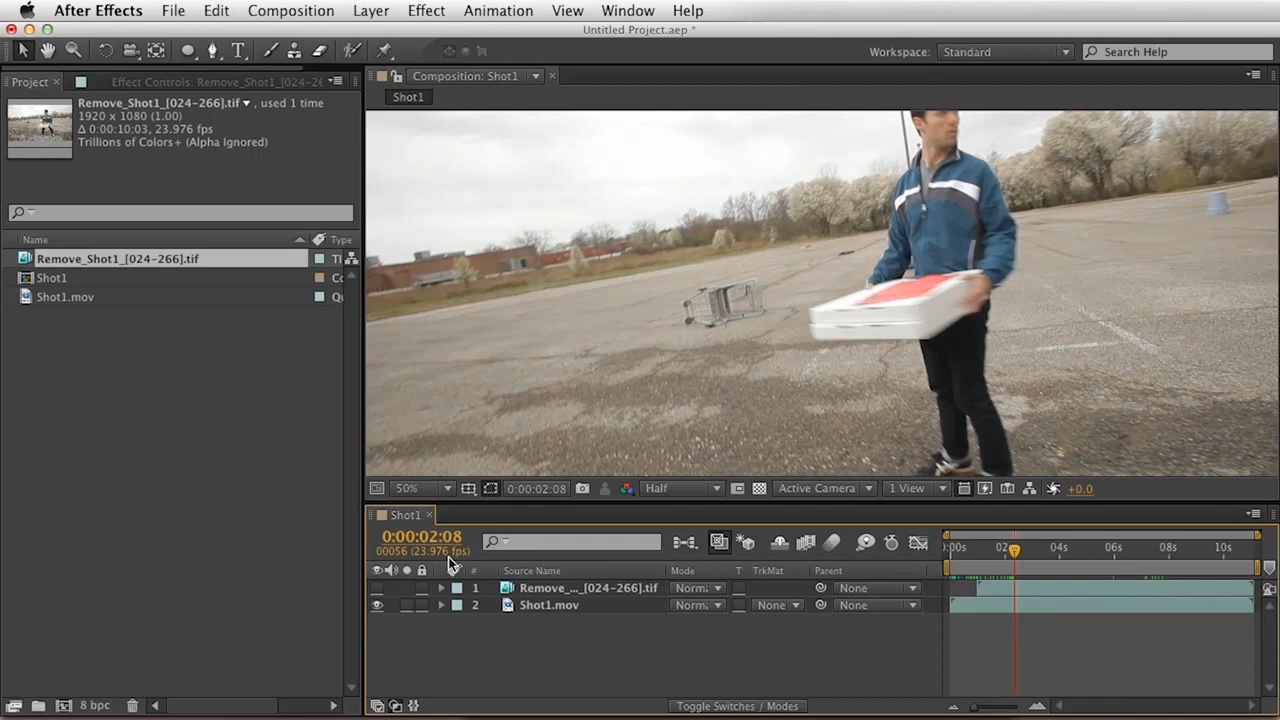 After Effects File Edit Composition Layer Effect Animation View Window Help
Untitled Project.aep *
Workspace: Standard Search Help
Project × Effect Controls: Remove_Shot1_[024-26
Composition: Shot1 ×
Remove_Shot1_[024-266].tif ▼ , used 1 time
1920 x 1080 (1.00)
Δ 0:00:10:03, 23.976 fps
Trillions of Colors+ (Alpha Ignored)
Shot1
Name Type
Remove_Shot1_[024-266].tif TI
Shot1 Co
Shot1.mov Qu
50% 0:00:02:08 Half Active Camera 1 View +0.0
Shot1 ×
0:00:02:08
00056 (23.976 fps)
:00s 02 04s 06s 08s 10s
# Source Name Mode T TrkMat Parent
1 Remove_..._[024-266].tif Norm: None
2 Shot1.mov Norm: None None
8 bpc Toggle Switches / Modes